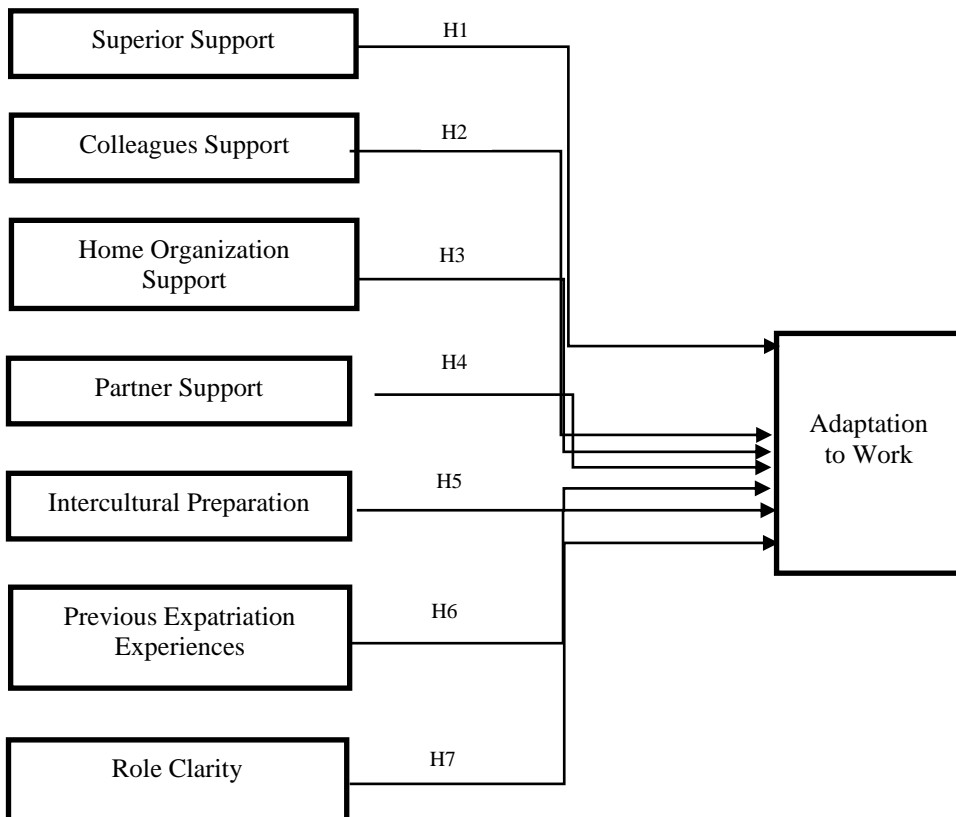 Superior Support
H1
Colleagues Support
H2
Home Organization
Support
H3
Partner Support
H4
Intercultural Preparation
H5
Previous Expatriation
Experiences
H6
Role Clarity
H7
Adaptation
to Work